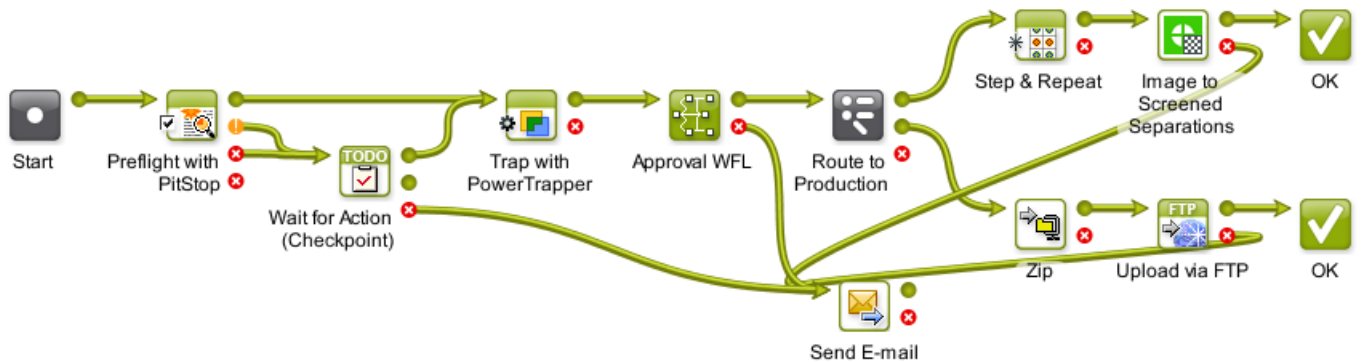 Start
Preflight with
PitStop
TODO
Wait for Action
(Checkpoint)
Trap with
PowerTrapper
Approval WFL
Route to
Production
Step & Repeat
Image to
Screened
Separations
OK
Zip
FTP
Upload via FTP
OK
Send E-mail